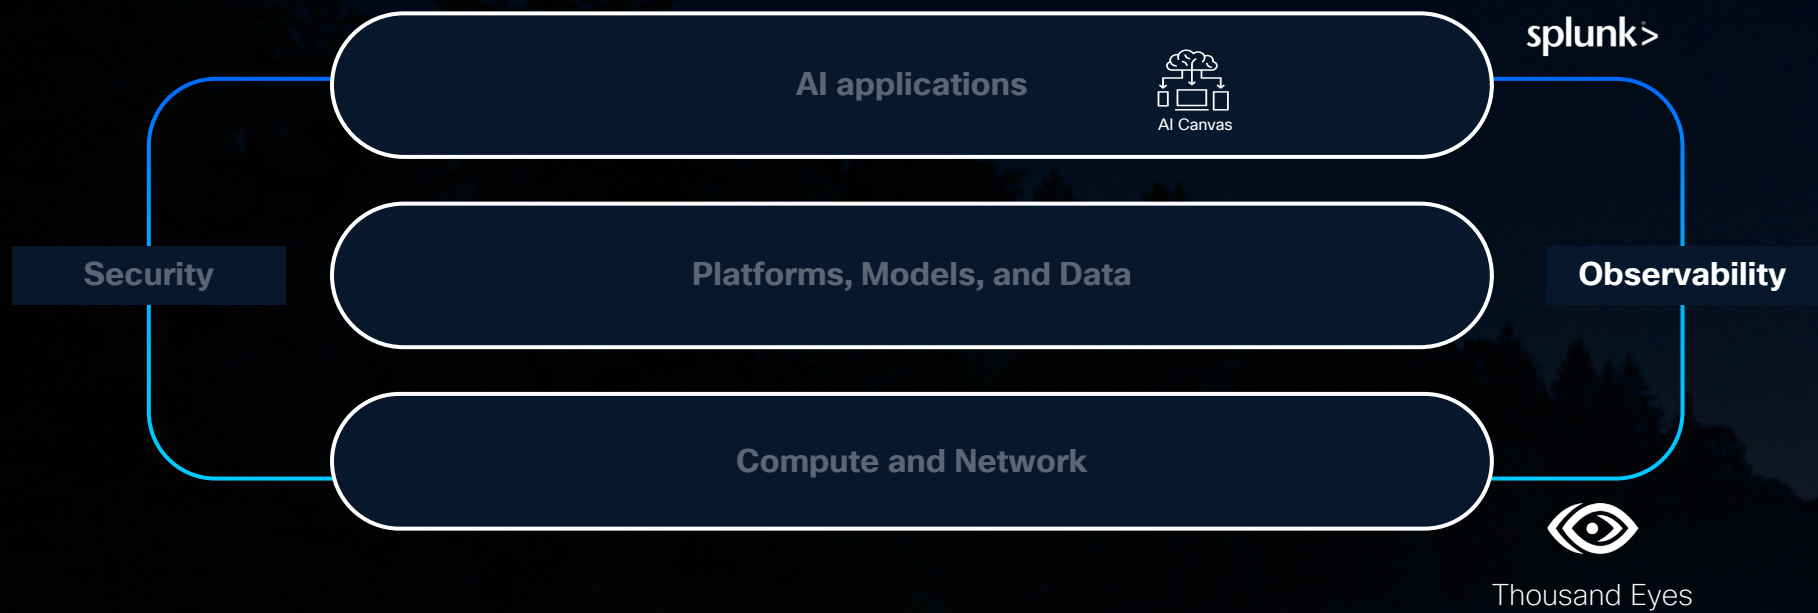 splunk>
AI applications
AI Canvas
Security
Platforms, Models, and Data
Observability
Compute and Network
Thousand Eyes